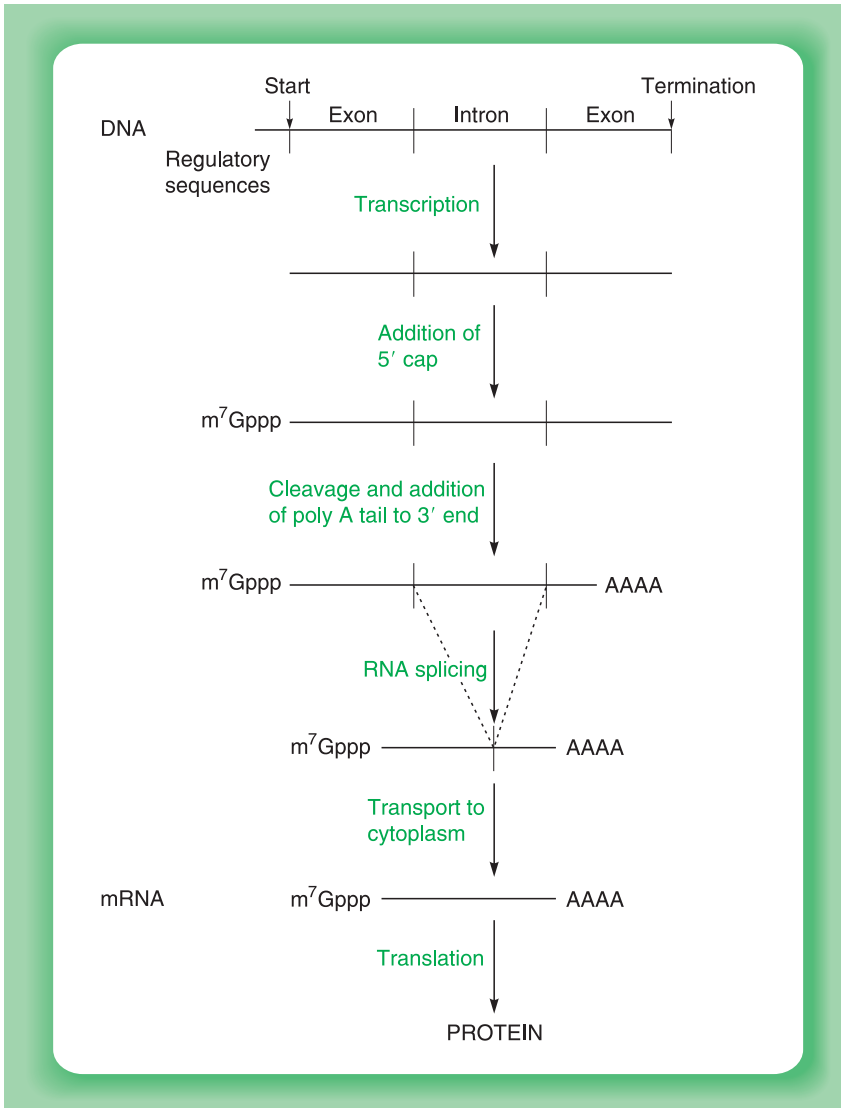 Start
Termination
Exon
Intron
Exon
DNA
Regulatory
sequences
Transcription
Addition of
5′ cap
m⁷Gppp
Cleavage and addition
of poly A tail to 3′ end
m⁷Gppp
AAAA
RNA splicing
m⁷Gppp
AAAA
Transport to
cytoplasm
mRNA
m⁷Gppp
AAAA
Translation
PROTEIN